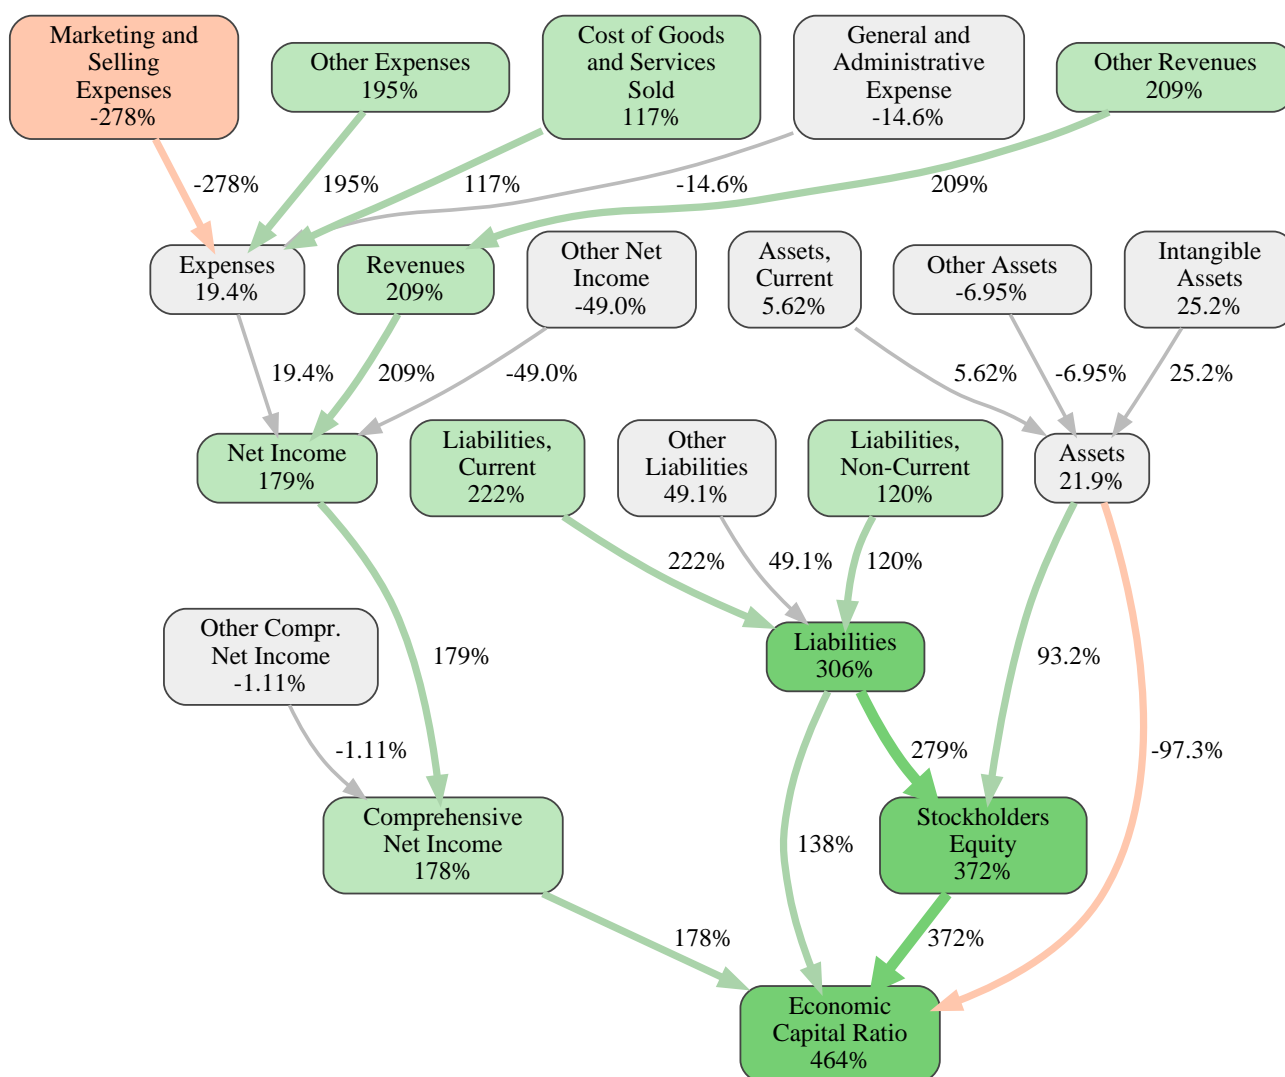 Marketing and
Selling
Expenses
-278%
Other Expenses
195%
Cost of Goods
and Services
Sold
117%
General and
Administrative
Expense
-14.6%
Other Revenues
209%
-278%
195%
117%
-14.6%
209%
Expenses
19.4%
Revenues
209%
Other Net
Income
-49.0%
Assets,
Current
5.62%
Other Assets
-6.95%
Intangible
Assets
25.2%
19.4%
209%
-49.0%
5.62%
-6.95%
25.2%
Net Income
179%
Liabilities,
Current
222%
Other
Liabilities
49.1%
Liabilities,
Non-Current
120%
Assets
21.9%
222%
49.1%
120%
Other Compr.
Net Income
-1.11%
179%
Liabilities
306%
93.2%
-1.11%
279%
-97.3%
Comprehensive
Net Income
178%
138%
Stockholders
Equity
372%
178%
372%
Economic
Capital Ratio
464%